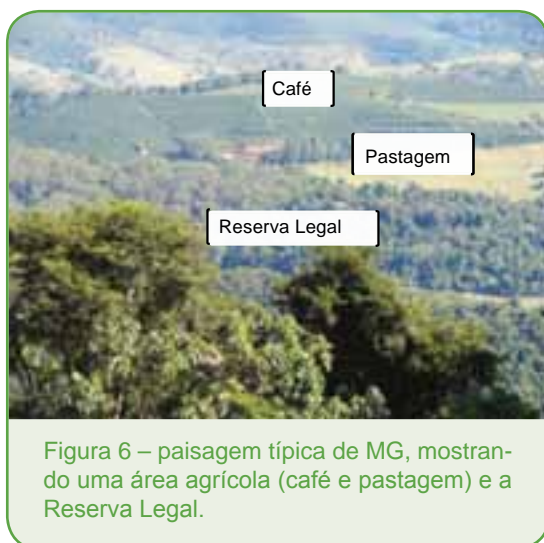 Café
Pastagem
Reserva Legal
Figura 6 – paisagem típica de MG, mostran-
do uma área agrícola (café e pastagem) e a
Reserva Legal.